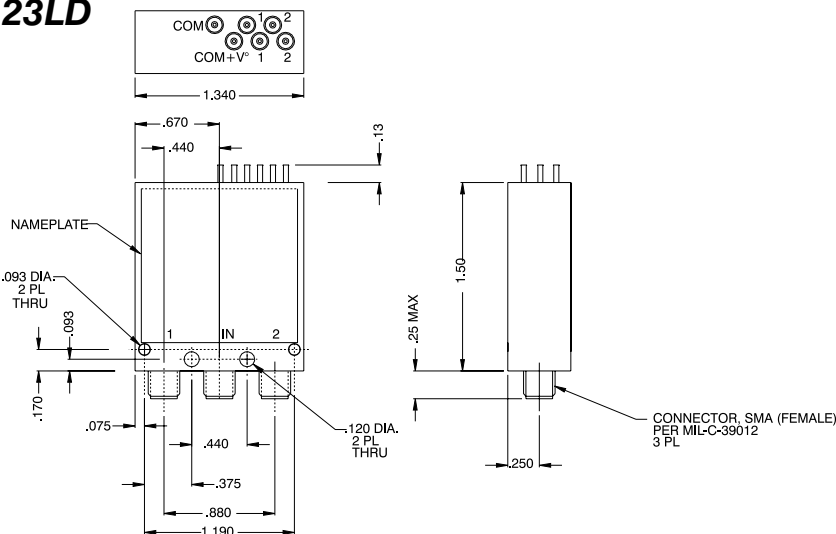 23LD
COM 1 2
COM+V° 1 2
1.340
.670
.440
.13
NAMEPLATE
.093 DIA.
2 PL
THRU
.093
1 IN 2
.170
.075
.440
.120 DIA.
2 PL
THRU
.375
.880
1.190
1.50
.25 MAX
CONNECTOR, SMA (FEMALE)
PER MIL-C-39012
3 PL
.250